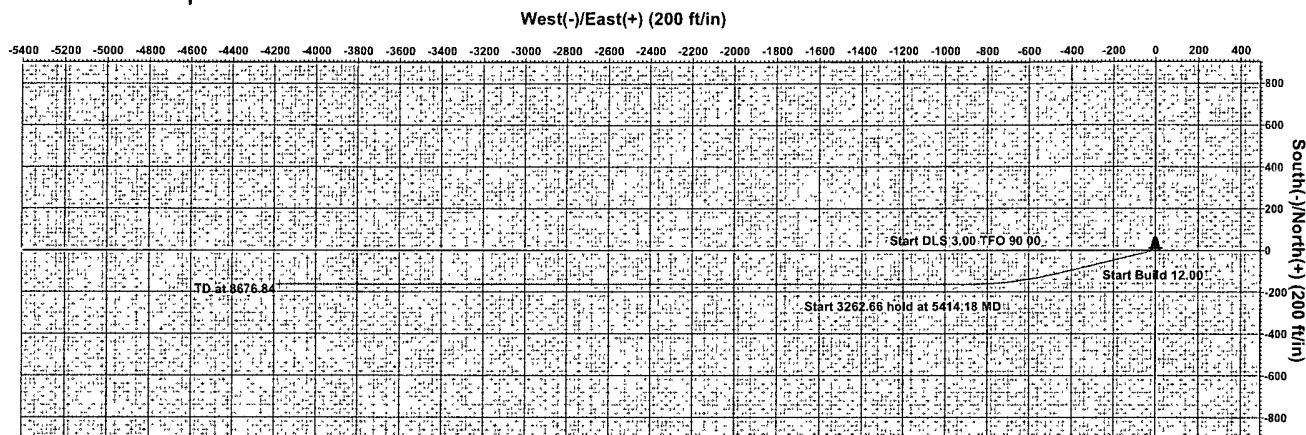 West(-)/East(+) (200 ft/in)
-5400 -5200 -5000 -4800 -4600 -4400 -4200 -4000 -3800 -3600 -3400 -3200 -3000 -2800 -2600 -2400 -2200 -2000 -1800 -1600 -1400 -1200 -1000 -800 -600 -400 -200 0 200 400
800
600
400
200
0
-200
-400
-600
-800
South(-)/North(+) (200 ft/in)
Start DLS 3.00 TFO 90 00
Start Build 12.00
TD at 8676.84
Start 3262.66 hold at 5414.18 MD